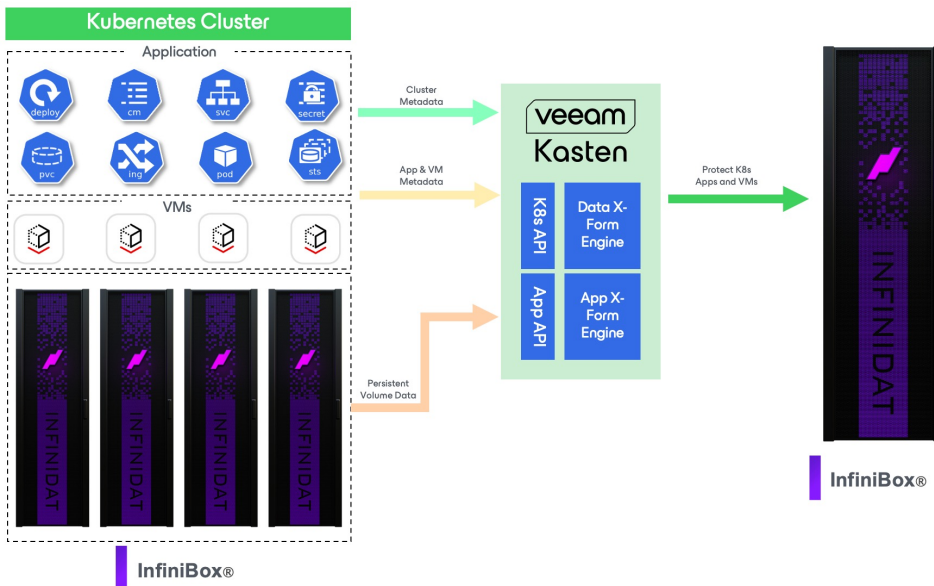 Kubernetes Cluster
Application
deploy
cm
svc
secret
pvc
ing
pod
sts
VMs
INFINIDAT
INFINIDAT
INFINIDAT
INFINIDAT
InfiniBox®
Cluster
Metadata
App & VM
Metadata
Persistent
Volume Data
veeam
Kasten
K8s API
Data X-
Form
Engine
App API
App X-
Form
Engine
Protect K8s
Apps and VMs
INFINIDAT
InfiniBox®